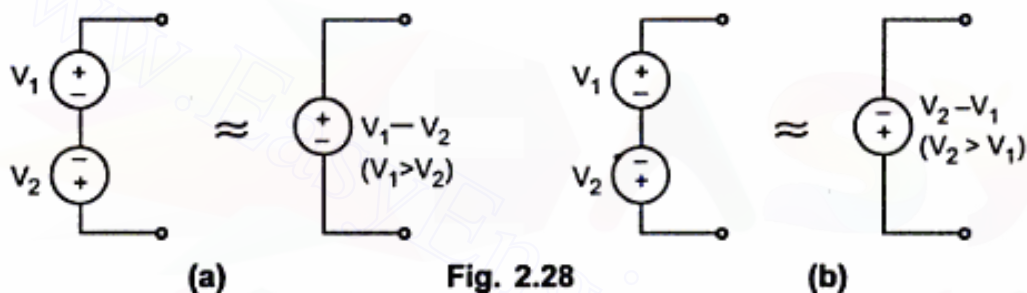 V1 + − − + V2
≈
+ − V1 − V2 (V1>V2)
V1 + − − + V2
≈
− + V2 − V1 (V2 > V1)
(a) Fig. 2.28 (b)